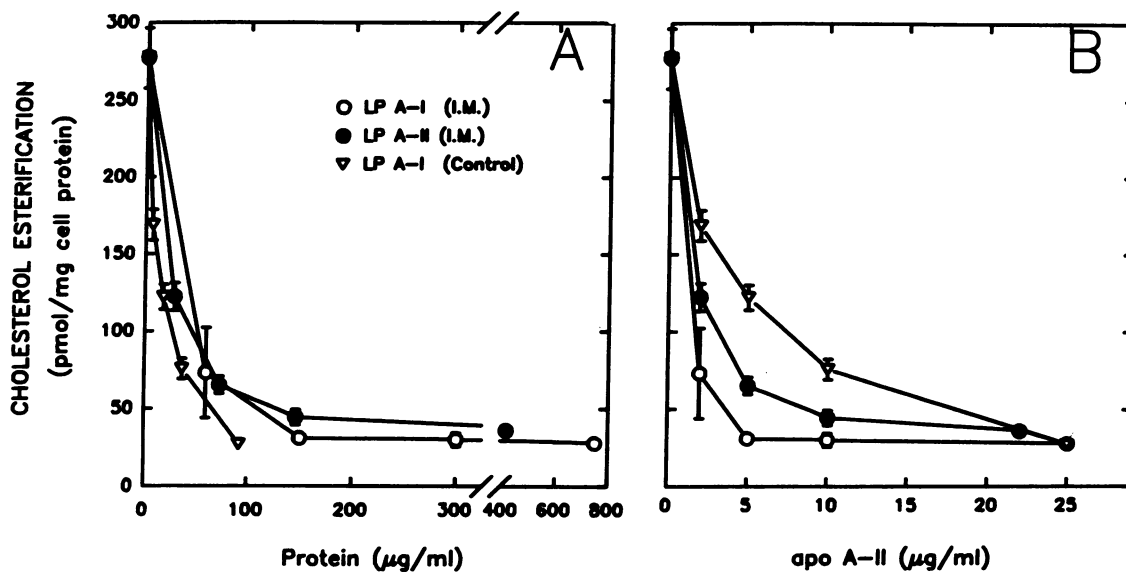 A
B
300
250
200
150
100
50
0
CHOLESTEROL ESTERIFICATION
(pmol/mg cell protein)
LP A-I (I.M.)
LP A-II (I.M.)
LP A-I (Control)
0 100 200 300 400 600 800
0 5 10 15 20 25
Protein (μg/ml)
apo A-II (μg/ml)